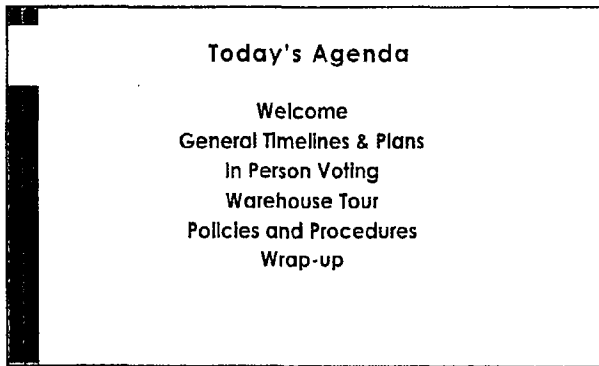 Today's Agenda
Welcome
General Timelines & Plans
In Person Voting
Warehouse Tour
Policies and Procedures
Wrap-up